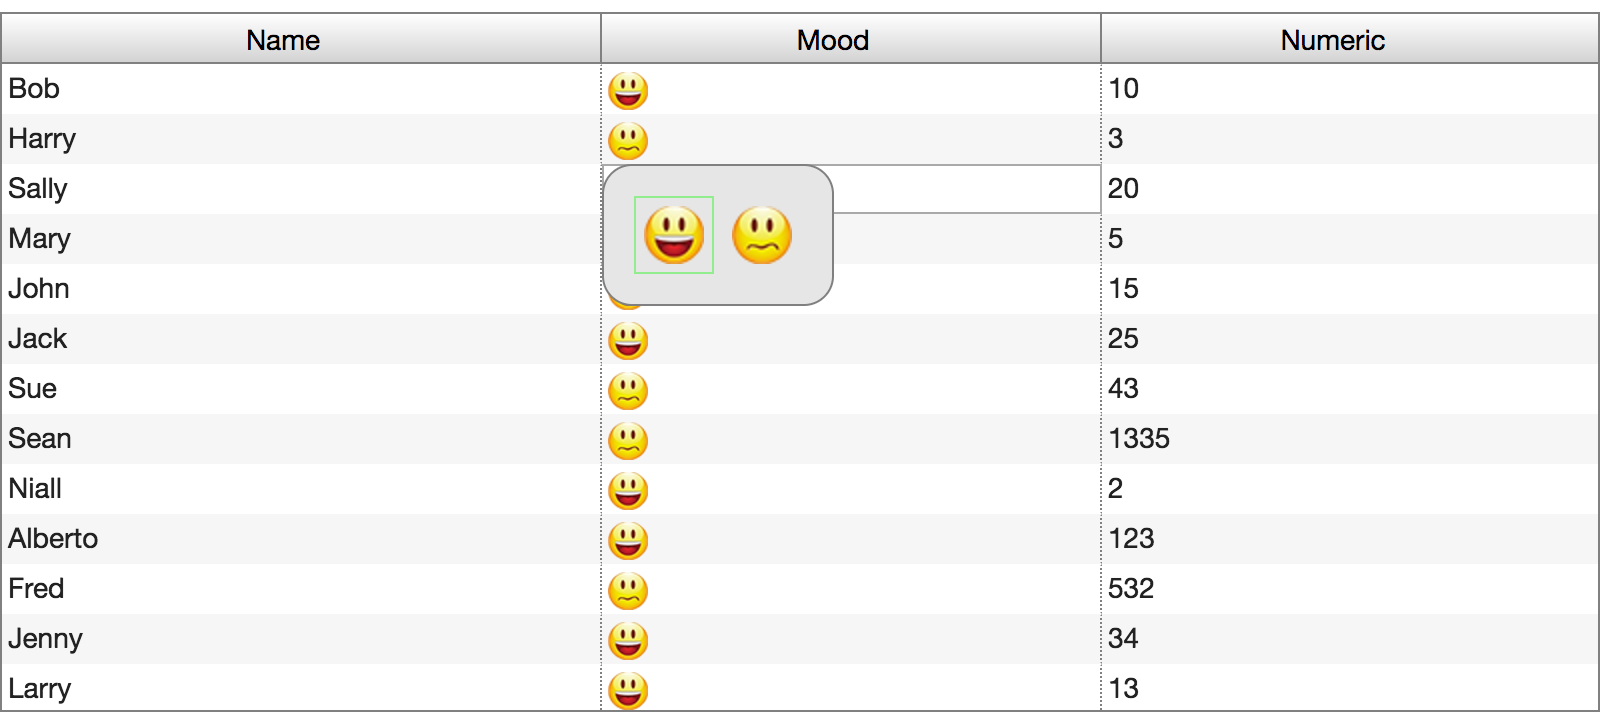 Name Mood Numeric
Bob 10
Harry 3
Sally 20
Mary 5
John 15
Jack 25
Sue 43
Sean 1335
Niall 2
Alberto 123
Fred 532
Jenny 34
Larry 13